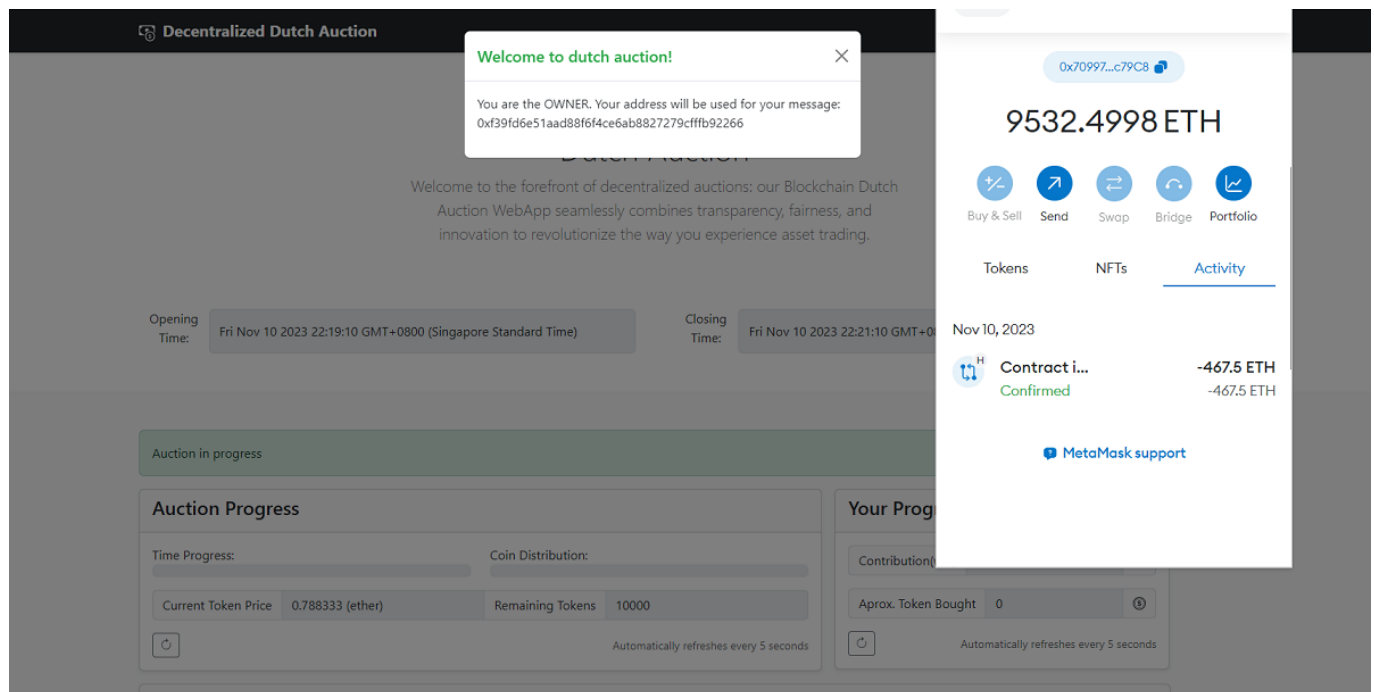 Decentralized Dutch Auction
Welcome to dutch auction!
You are the OWNER. Your address will be used for your message:
0xf39fd6e51aad88f6f4ce6ab8827279cfffb92266
Dutch Auction
Welcome to the forefront of decentralized auctions: our Blockchain Dutch
Auction WebApp seamlessly combines transparency, fairness, and
innovation to revolutionize the way you experience asset trading.
Opening
Time:
Fri Nov 10 2023 22:19:10 GMT+0800 (Singapore Standard Time)
Closing
Time:
Fri Nov 10 2023 22:21:10 GMT+0
Auction in progress
Auction Progress
Time Progress:
Coin Distribution:
Current Token Price 0.788333 (ether)
Remaining Tokens 10000
Automatically refreshes every 5 seconds
Your Prog
Contribution(
Aprox. Token Bought 0
Automatically refreshes every 5 seconds
0x70997...c79C8
9532.4998 ETH
Buy & Sell Send Swap Bridge Portfolio
Tokens NFTs Activity
Nov 10, 2023
H
Contract i... -467.5 ETH
Confirmed -467.5 ETH
MetaMask support